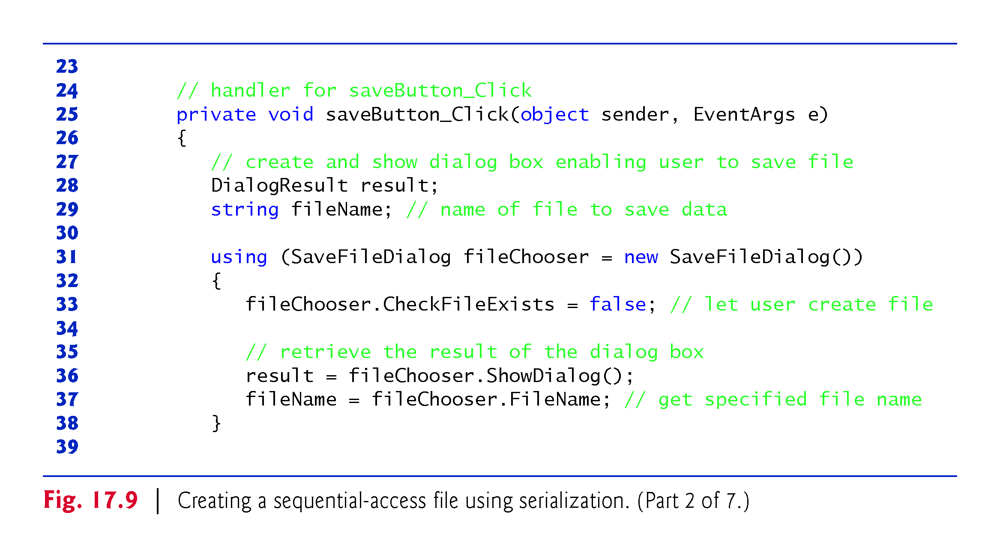 23
24 // handler for saveButton_Click
25 private void saveButton_Click(object sender, EventArgs e)
26 {
27 // create and show dialog box enabling user to save file
28 DialogResult result;
29 string fileName; // name of file to save data
30
31 using (SaveFileDialog fileChooser = new SaveFileDialog())
32 {
33 fileChooser.CheckFileExists = false; // let user create file
34
35 // retrieve the result of the dialog box
36 result = fileChooser.ShowDialog();
37 fileName = fileChooser.FileName; // get specified file name
38 }
39
Fig. 17.9 | Creating a sequential-access file using serialization. (Part 2 of 7.)